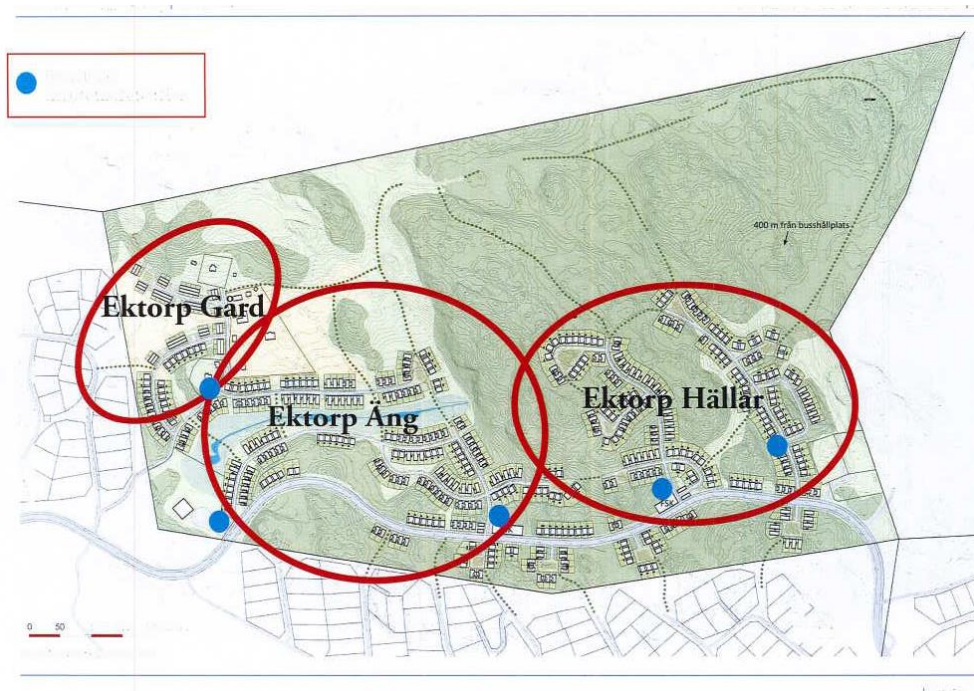 400 m från busshållplats
Ektorp Gård
Ektorp Äng
Ektorp Hällar
0 50